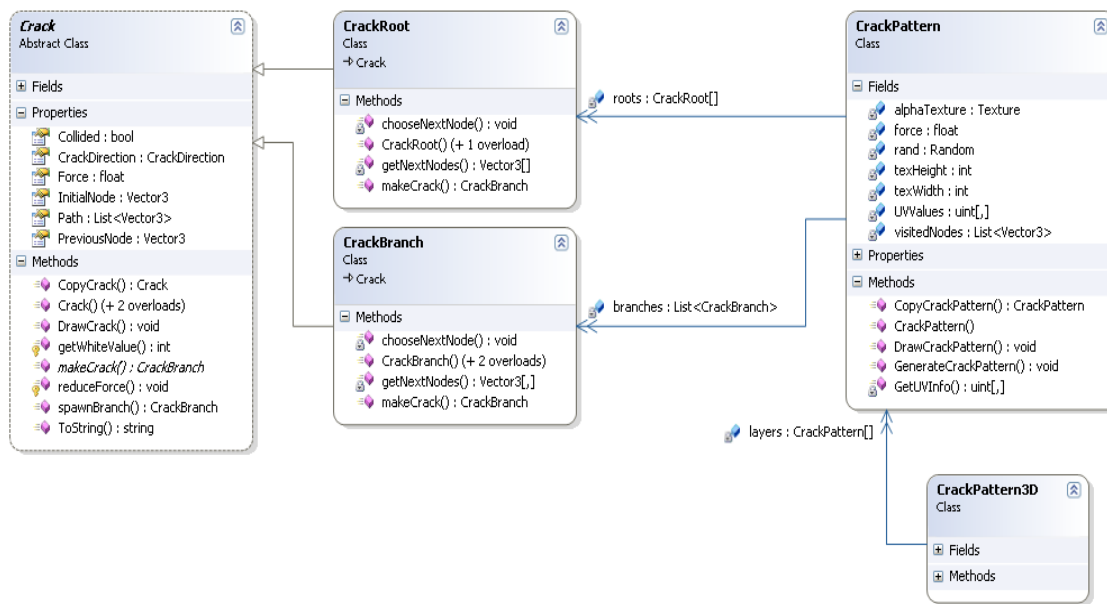 Crack
Abstract Class
Fields
Properties
Collided : bool
CrackDirection : CrackDirection
Force : float
InitialNode : Vector3
Path : List<Vector3>
PreviousNode : Vector3
Methods
CopyCrack() : Crack
Crack() (+ 2 overloads)
DrawCrack() : void
getWhiteValue() : int
makeCrack() : CrackBranch
reduceForce() : void
spawnBranch() : CrackBranch
ToString() : string
CrackRoot
Class
Crack
Methods
chooseNextNode() : void
CrackRoot() (+ 1 overload)
getNextNodes() : Vector3[]
makeCrack() : CrackBranch
CrackBranch
Class
Crack
Methods
chooseNextNode() : void
CrackBranch() (+ 2 overloads)
getNextNodes() : Vector3[,]
makeCrack() : CrackBranch
roots : CrackRoot[]
branches : List<CrackBranch>
CrackPattern
Class
Fields
alphaTexture : Texture
force : float
rand : Random
texHeight : int
texWidth : int
UVValues : uint[,]
visitedNodes : List<Vector3>
Properties
Methods
CopyCrackPattern() : CrackPattern
CrackPattern()
DrawCrackPattern() : void
GenerateCrackPattern() : void
GetUVInfo() : uint[,]
layers : CrackPattern[]
CrackPattern3D
Class
Fields
Methods